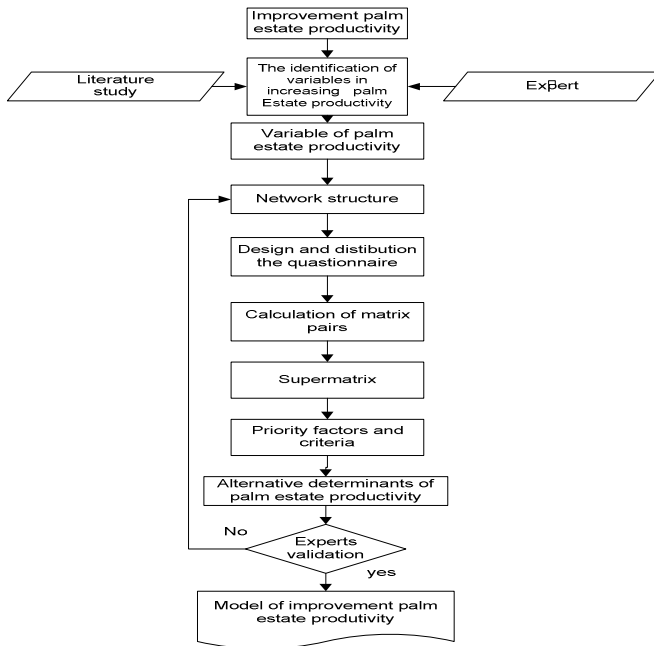 Improvement palm
estate productivity
The identification of
variables in
increasing palm
Estate productivity
Literature
study
Expert
Variable of palm
estate productivity
Network structure
Design and distibution
the quastionnaire
Calculation of matrix
pairs
Supermatrix
Priority factors and
criteria
Alternative determinants of
palm estate productivity
Experts
validation
No
yes
Model of improvement palm
estate produtivity